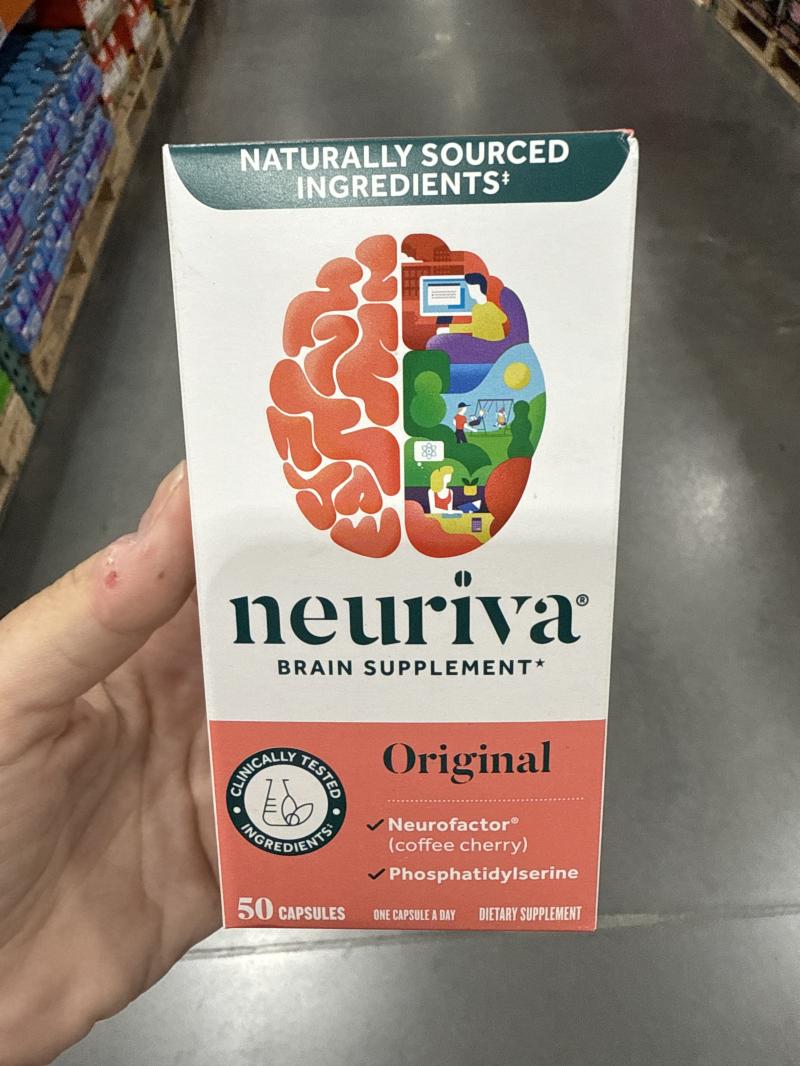 NATURALLY SOURCED
INGREDIENTS‡
neuriva®
BRAIN SUPPLEMENT★
Original
CLINICALLY TESTED
INGREDIENTS‡
✓ Neurofactor®
(coffee cherry)
✓ Phosphatidylserine
50 CAPSULES
ONE CAPSULE A DAY
DIETARY SUPPLEMENT